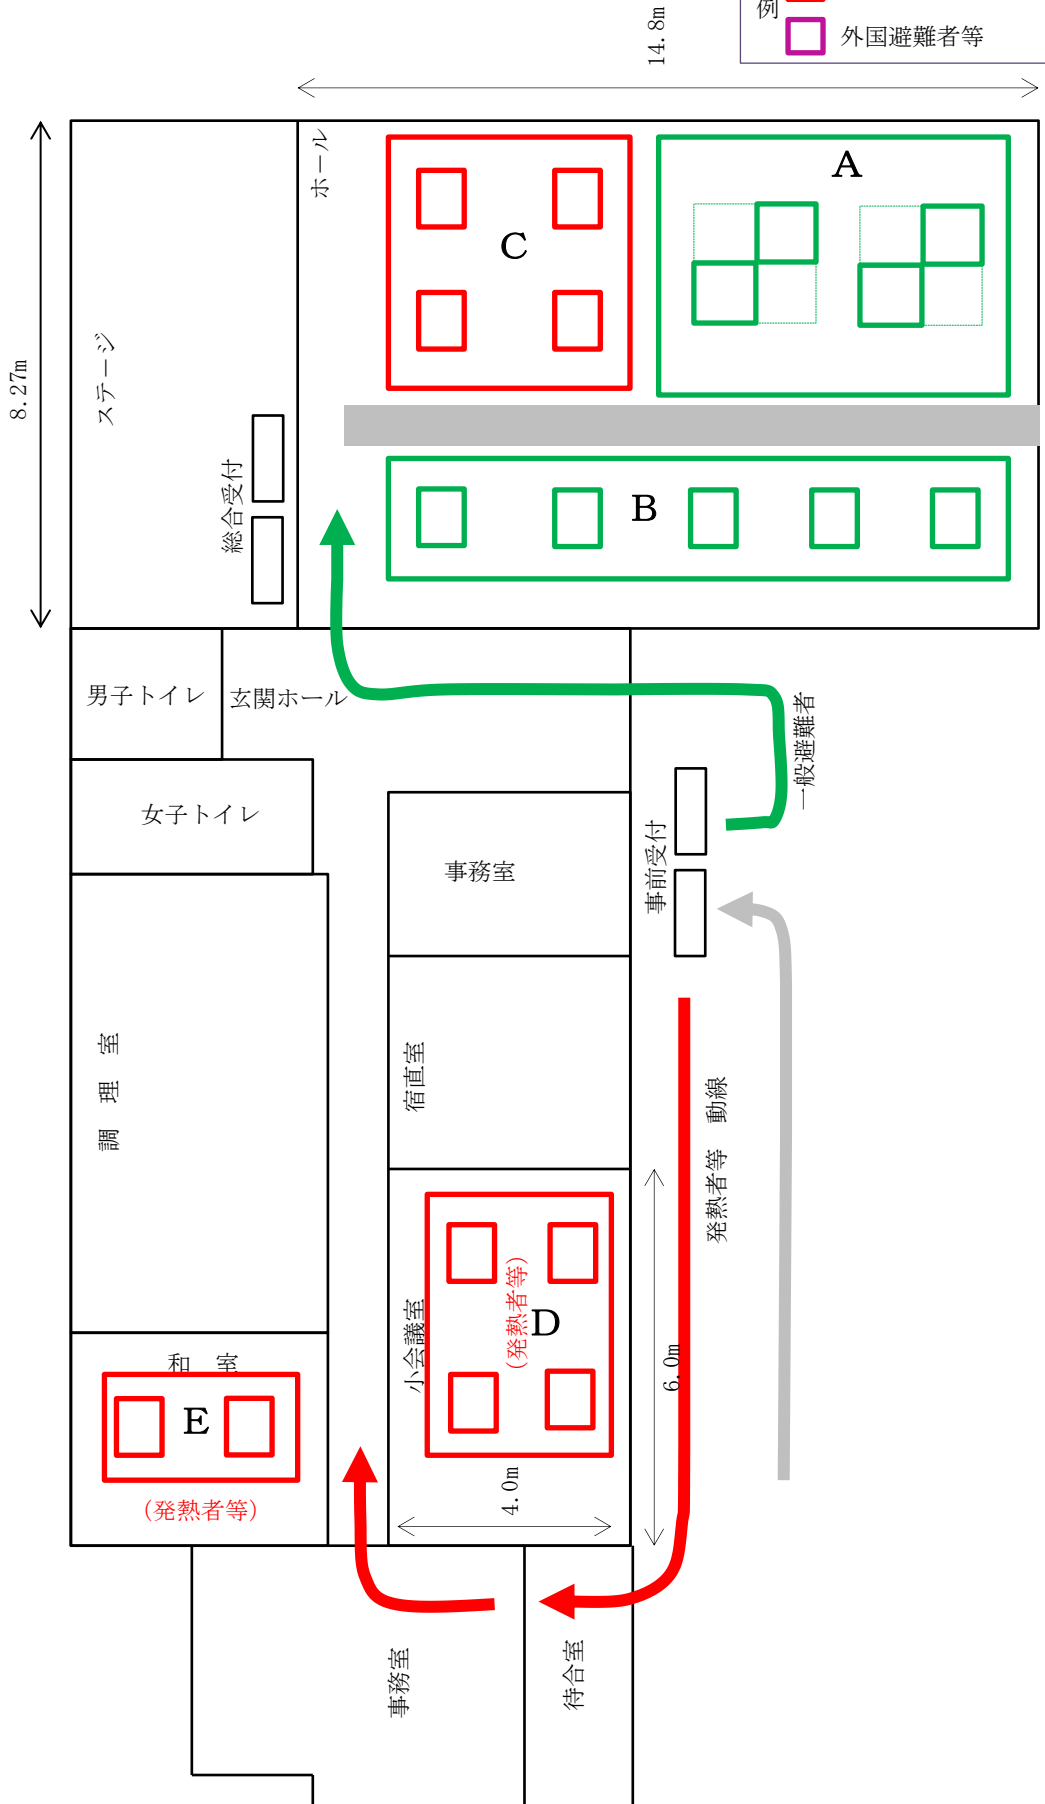 例
外国避難者等
14.8m
8.27m
ホール
A
C
ステージ
総合受付
B
男子トイレ
玄関ホール
一般避難者
女子トイレ
事務室
事前受付
調　理　室
宿直室
発熱者等　動線
小会議室
(発熱者等)
D
6.0m
和　室
E
(発熱者等)
4.0m
事務室
待合室